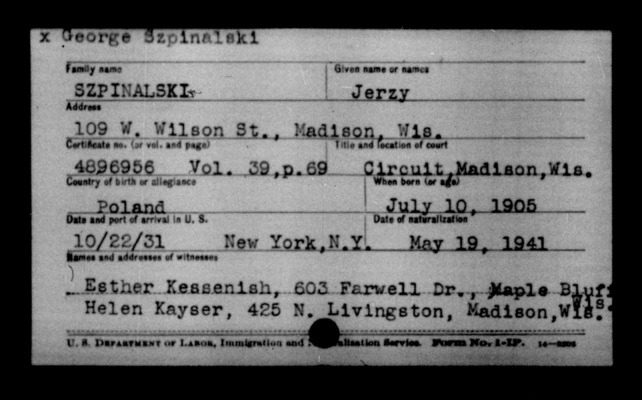 x George Szpinalski
Family name Given name or names
SZPINALSKI Jerzy
Address
109 W. Wilson St., Madison, Wis.
Certificate no. (or vol. and page) Title and location of court
4896956 Vol. 39,p.69 Circuit,Madison,Wis.
Country of birth or allegiance When born (or age)
Poland July 10, 1905
Date and port of arrival in U. S. Date of naturalization
10/22/31 New York,N.Y. May 19, 1941
Names and addresses of witnesses
Esther Kessenish, 603 Farwell Dr., Maple Bluff
Wis.
Helen Kayser, 425 N. Livingston, Madison,Wis.
U. S. Department of Labor, Immigration and Naturalization Service. Form No. 1-IP.